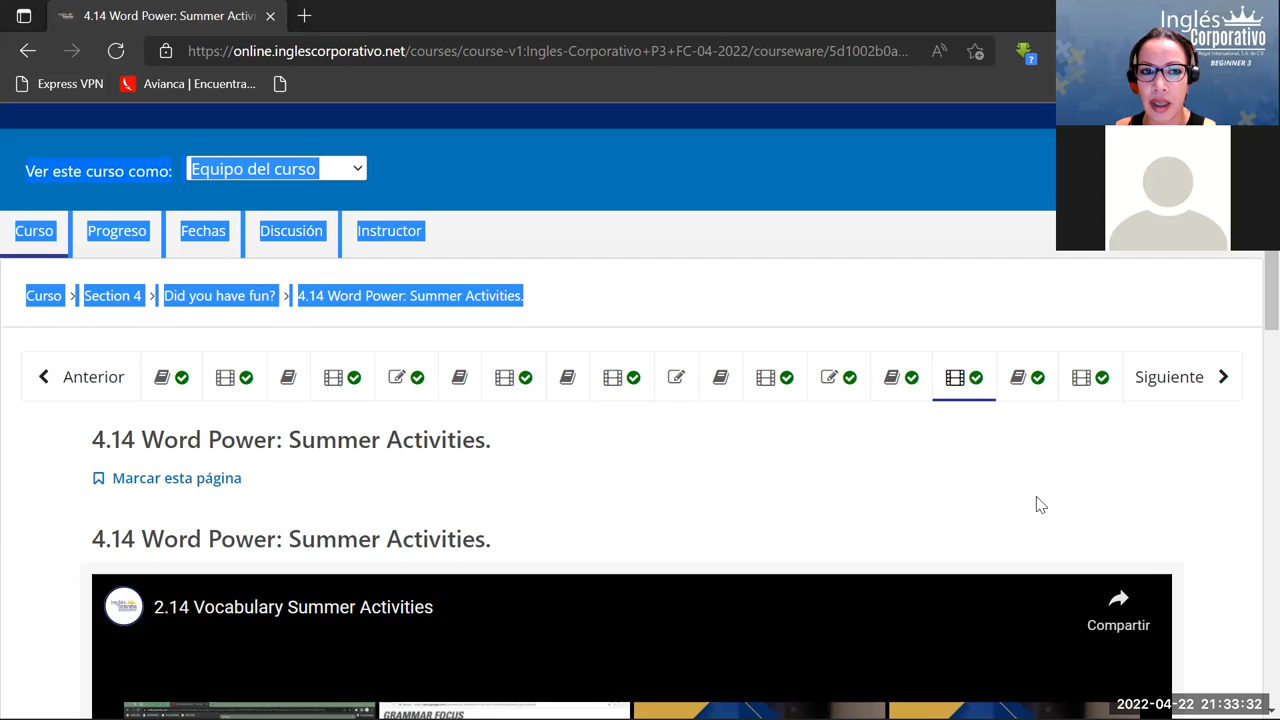 4.14 Word Power: Summer Activi
https://online.inglescorporativo.net/courses/course-v1:Ingles-Corporativo+P3+FC-04-2022/courseware/5d1002b0a...
Express VPN
Avianca | Encuentra...
Inglés
Corporativo
Regal International, S.A. de C.V.
BEGINNER 3
Ver este curso como:
Equipo del curso
Curso Progreso Fechas Discusión Instructor
Curso > Section 4 > Did you have fun? > 4.14 Word Power: Summer Activities.
Anterior
Siguiente
4.14 Word Power: Summer Activities.
Marcar esta página
4.14 Word Power: Summer Activities.
2.14 Vocabulary Summer Activities
Compartir
GRAMMAR FOCUS
2022-04-22 21:33:32